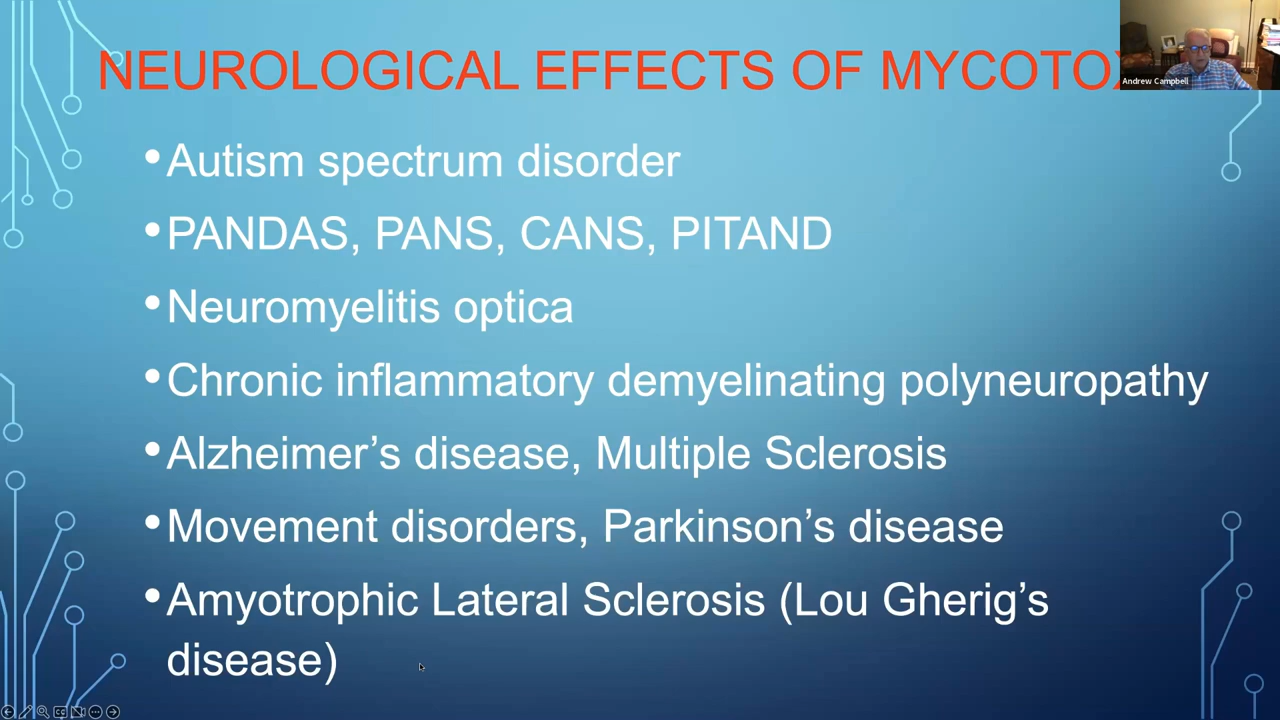 NEUROLOGICAL EFFECTS OF MYCOTOX
Andrew Campbell
•Autism spectrum disorder
•PANDAS, PANS, CANS, PITAND
•Neuromyelitis optica
•Chronic inflammatory demyelinating polyneuropathy
•Alzheimer’s disease, Multiple Sclerosis
•Movement disorders, Parkinson’s disease
•Amyotrophic Lateral Sclerosis (Lou Gherig’s
disease)